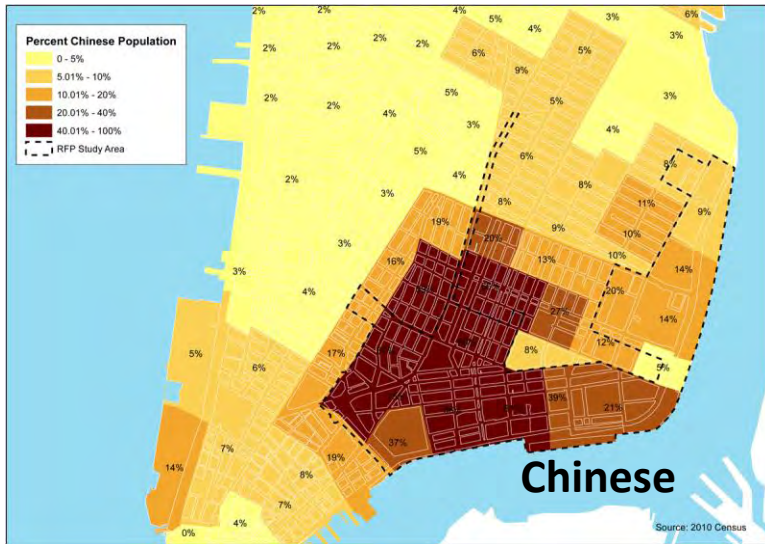 2% 2% 4% 3% 6%
5%
2% 2% 2% 2% 6% 4% 5% 3%
9%
2% 2% 5% 5% 3%
4%
3% 4%
5% 6% 8%
2% 4% 8%
3% 8% 11% 9%
19% 9% 10%
3% 20% 13% 10%
16% 14%
3%
4% 20%
27% 14%
12%
17% 8%
5% 6% 5%
39% 21%
37%
7% 19%
14% 8%
7%
4%
0%
Percent Chinese Population
0 - 5%
5.01% - 10%
10.01% - 20%
20.01% - 40%
40.01% - 100%
RFP Study Area
Chinese
Source: 2010 Census